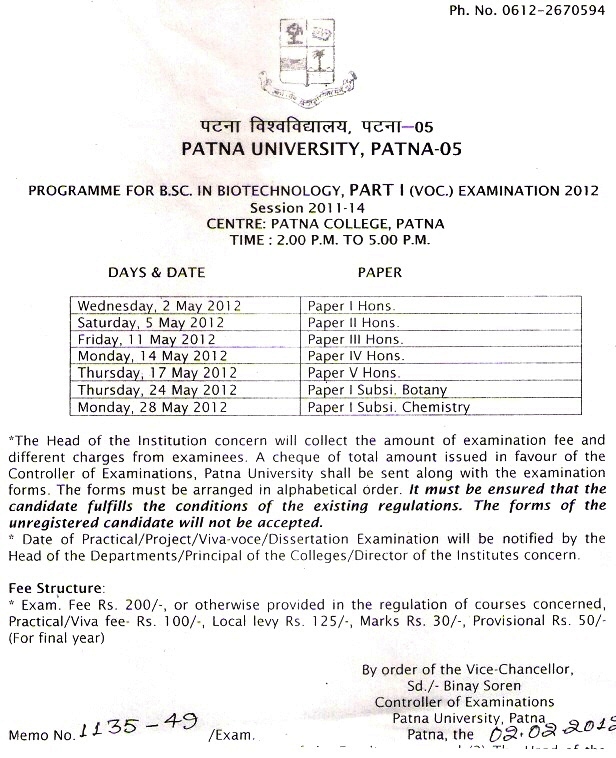 Ph. No. 0612-2670594
पटना विश्वविद्यालय, पटना-05
PATNA UNIVERSITY, PATNA-05
PROGRAMME FOR B.SC. IN BIOTECHNOLOGY, PART I (VOC.) EXAMINATION 2012
Session 2011-14
CENTRE: PATNA COLLEGE, PATNA
TIME : 2.00 P.M. TO 5.00 P.M.
DAYS & DATE PAPER
Wednesday, 2 May 2012 Paper I Hons.
Saturday, 5 May 2012 Paper II Hons.
Friday, 11 May 2012 Paper III Hons.
Monday, 14 May 2012 Paper IV Hons.
Thursday, 17 May 2012 Paper V Hons.
Thursday, 24 May 2012 Paper I Subsi. Botany
Monday, 28 May 2012 Paper I Subsi. Chemistry
*The Head of the Institution concern will collect the amount of examination fee and
different charges from examinees. A cheque of total amount issued in favour of the
Controller of Examinations, Patna University shall be sent along with the examination
forms. The forms must be arranged in alphabetical order. It must be ensured that the
candidate fulfills the conditions of the existing regulations. The forms of the
unregistered candidate will not be accepted.
* Date of Practical/Project/Viva-voce/Dissertation Examination will be notified by the
Head of the Departments/Principal of the Colleges/Director of the Institutes concern.
Fee Structure:
* Exam. Fee Rs. 200/-, or otherwise provided in the regulation of courses concerned,
Practical/Viva fee- Rs. 100/-, Local levy Rs. 125/-, Marks Rs. 30/-, Provisional Rs. 50/-
(For final year)
By order of the Vice-Chancellor,
Sd./- Binay Soren
Controller of Examinations
Patna University, Patna
Memo No. 1135-49 /Exam. Patna, the 02.02.2012